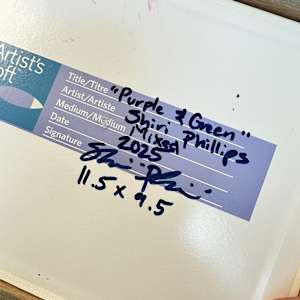 Artist's
oft
Title/Titre "Purple & Green"
Artist/Artiste Shiri Phillips
Medium/Medium Mixed
Date 2025
Signature
11.5 x 9.5